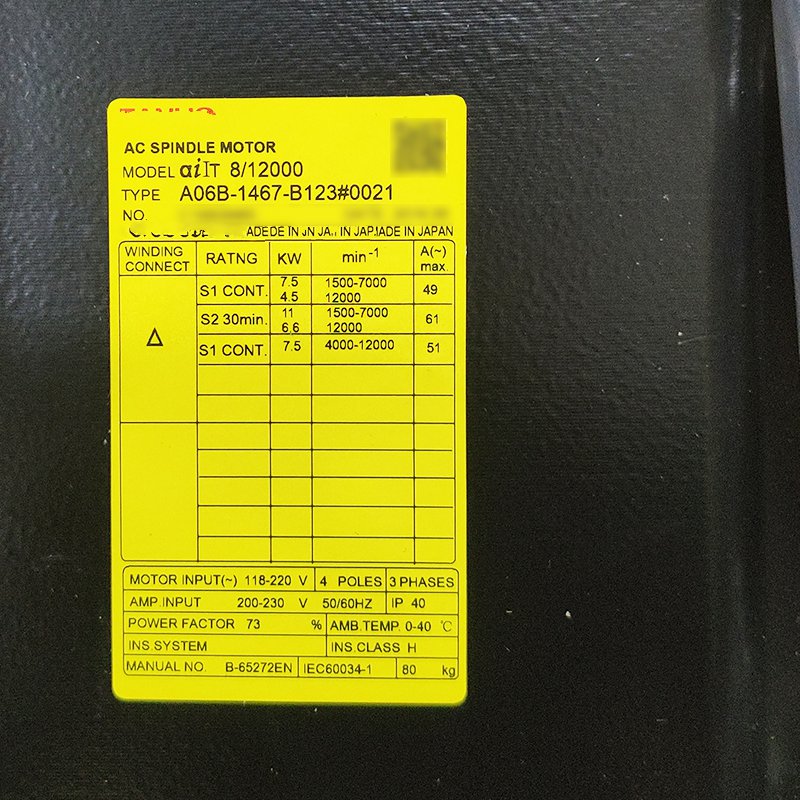 AC SPINDLE MOTOR
MODEL αiIT 8/12000
TYPE A06B-1467-B123#0021
NO.
ADEDE IN JN JA.. IN JAPJADE IN JAPAN
WINDING CONNECT RATNG KW min⁻¹ A(~) max.
△
S1 CONT. 7.5 1500-7000 49
4.5 12000
S2 30min. 11 1500-7000 61
6.6 12000
S1 CONT. 7.5 4000-12000 51
MOTOR INPUT(~) 118-220 V 4 POLES 3 PHASES
AMP.INPUT 200-230 V 50/60HZ IP 40
POWER FACTOR 73 % AMB.TEMP. 0-40 ℃
INS.SYSTEM INS.CLASS H
MANUAL NO. B-65272EN IEC60034-1 80 kg